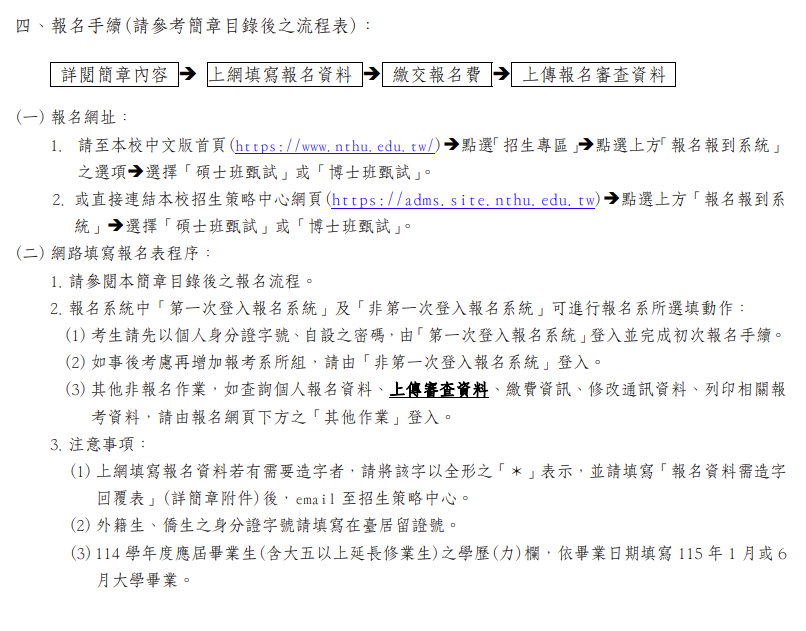 四、報名手續(請參考簡章目錄後之流程表)：
詳閱簡章內容➔ 上網填寫報名資料➔繳交報名費➔上傳報名審查資料
(一)報名網址：
1. 請至本校中文版首頁(https://www.nthu.edu.tw/)➔點選「招生專區」➔點選上方「報名報到系統」
之選項➔選擇「碩士班甄試」或「博士班甄試」。
2. 或直接連結本校招生策略中心網頁(https://adms.site.nthu.edu.tw)➔點選上方「報名報到系
統」➔選擇「碩士班甄試」或「博士班甄試」。
(二)網路填寫報名表程序：
1. 請參閱本簡章目錄後之報名流程。
2. 報名系統中「第一次登入報名系統」及「非第一次登入報名系統」可進行報名系所選填動作：
(1)考生請先以個人身分證字號、自設之密碼，由「第一次登入報名系統」登入並完成初次報名手續。
(2)如事後考慮再增加報考系所組，請由「非第一次登入報名系統」登入。
(3)其他非報名作業，如查詢個人報名資料、上傳審查資料、繳費資訊、修改通訊資料、列印相關報
考資料，請由報名網頁下方之「其他作業」登入。
3. 注意事項：
(1)上網填寫報名資料若有需要造字者，請將該字以全形之「＊」表示，並請填寫「報名資料需造字
回覆表」(詳簡章附件)後，email 至招生策略中心。
(2)外籍生、僑生之身分證字號請填寫在臺居留證號。
(3)114 學年度應屆畢業生(含大五以上延長修業生)之學歷(力)欄，依畢業日期填寫 115 年 1 月或 6
月大學畢業。